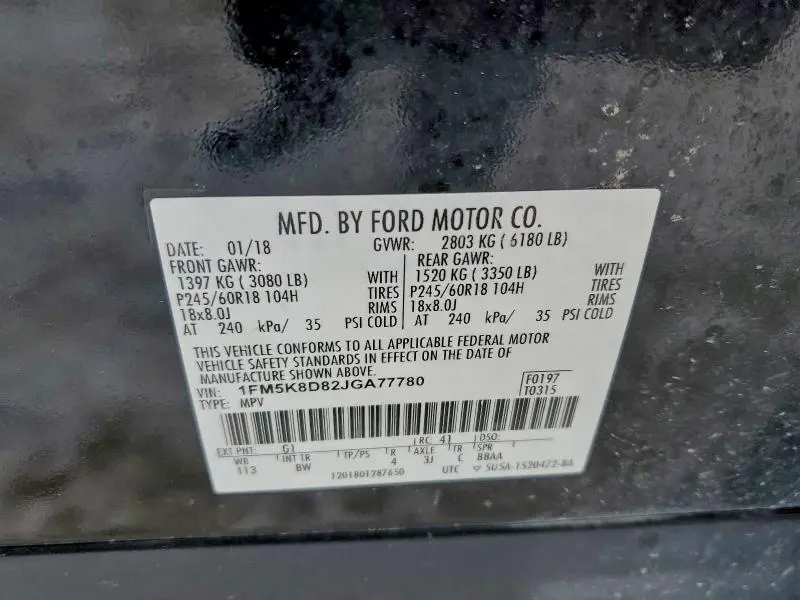 MFD. BY FORD MOTOR CO.
DATE: 01/18 GVWR: 2803 KG ( 6180 LB)
FRONT GAWR: REAR GAWR:
1397 KG ( 3080 LB) WITH 1520 KG ( 3350 LB) WITH
P245/60R18 104H TIRES P245/60R18 104H TIRES
18x8.0J RIMS 18x8.0J RIMS
AT 240 kPa/ 35 PSI COLD AT 240 kPa/ 35 PSI COLD
THIS VEHICLE CONFORMS TO ALL APPLICABLE FEDERAL MOTOR
VEHICLE SAFETY STANDARDS IN EFFECT ON THE DATE OF
MANUFACTURE SHOWN ABOVE.
VIN: 1FM5K8D82JGA77780 F0197
TYPE: MPV T0315
EXT PNT: G1 RC: 41 DSO:
WB INT TR TP/PS R AXLE TR SPR
113 BW 4 3J C BBAA
1201801287650 UTC 5U5A-1520472-BA